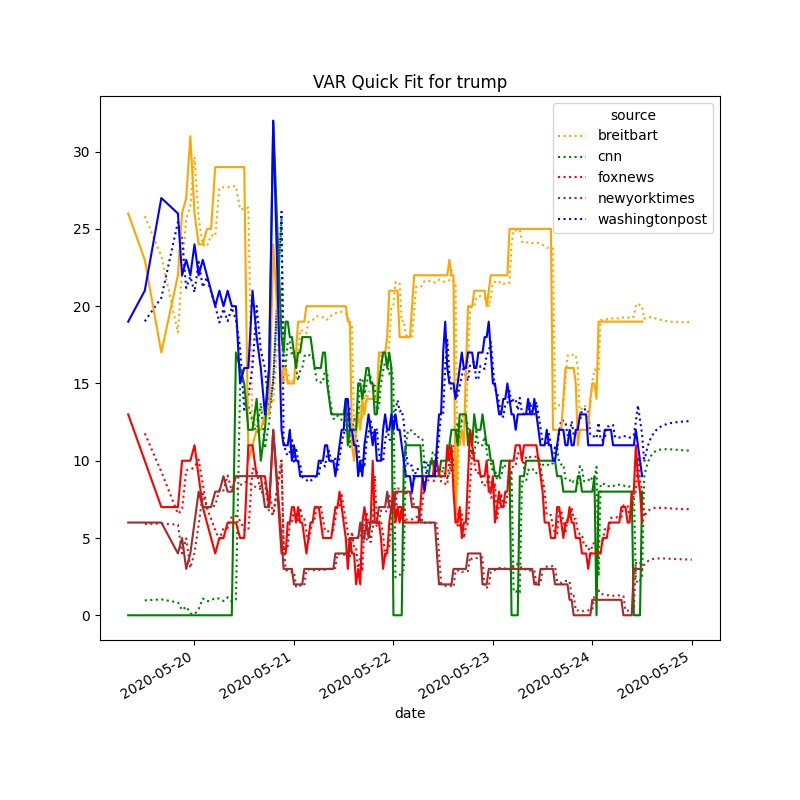 VAR Quick Fit for trump
source
breitbart
cnn
foxnews
newyorktimes
washingtonpost
30
25
20
15
10
5
0
2020-05-20
2020-05-21
2020-05-22
2020-05-23
2020-05-24
2020-05-25
date